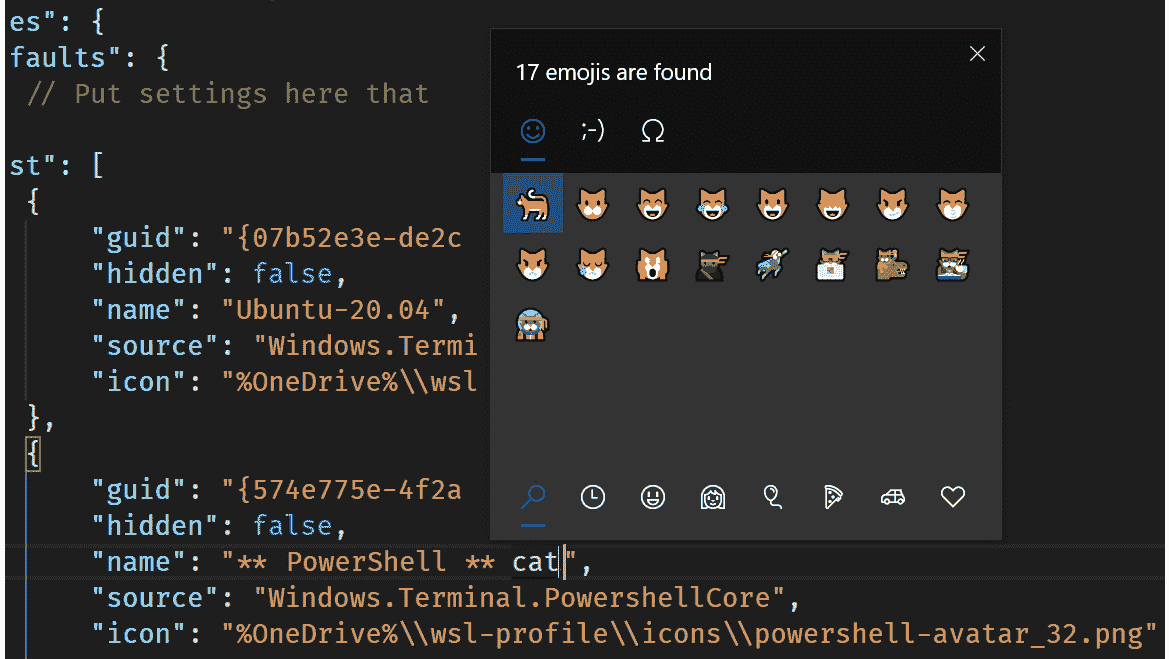 es": {
faults": {
// Put settings here that
st": [
{
"guid": "{07b52e3e-de2c
"hidden": false,
"name": "Ubuntu-20.04",
"source": "Windows.Termi
"icon": "%OneDrive%\\wsl
},
{
"guid": "{574e775e-4f2a
"hidden": false,
"name": "** PowerShell ** cat",
"source": "Windows.Terminal.PowershellCore",
"icon": "%OneDrive%\\wsl-profile\\icons\\powershell-avatar_32.png"
17 emojis are found
;-) Ω